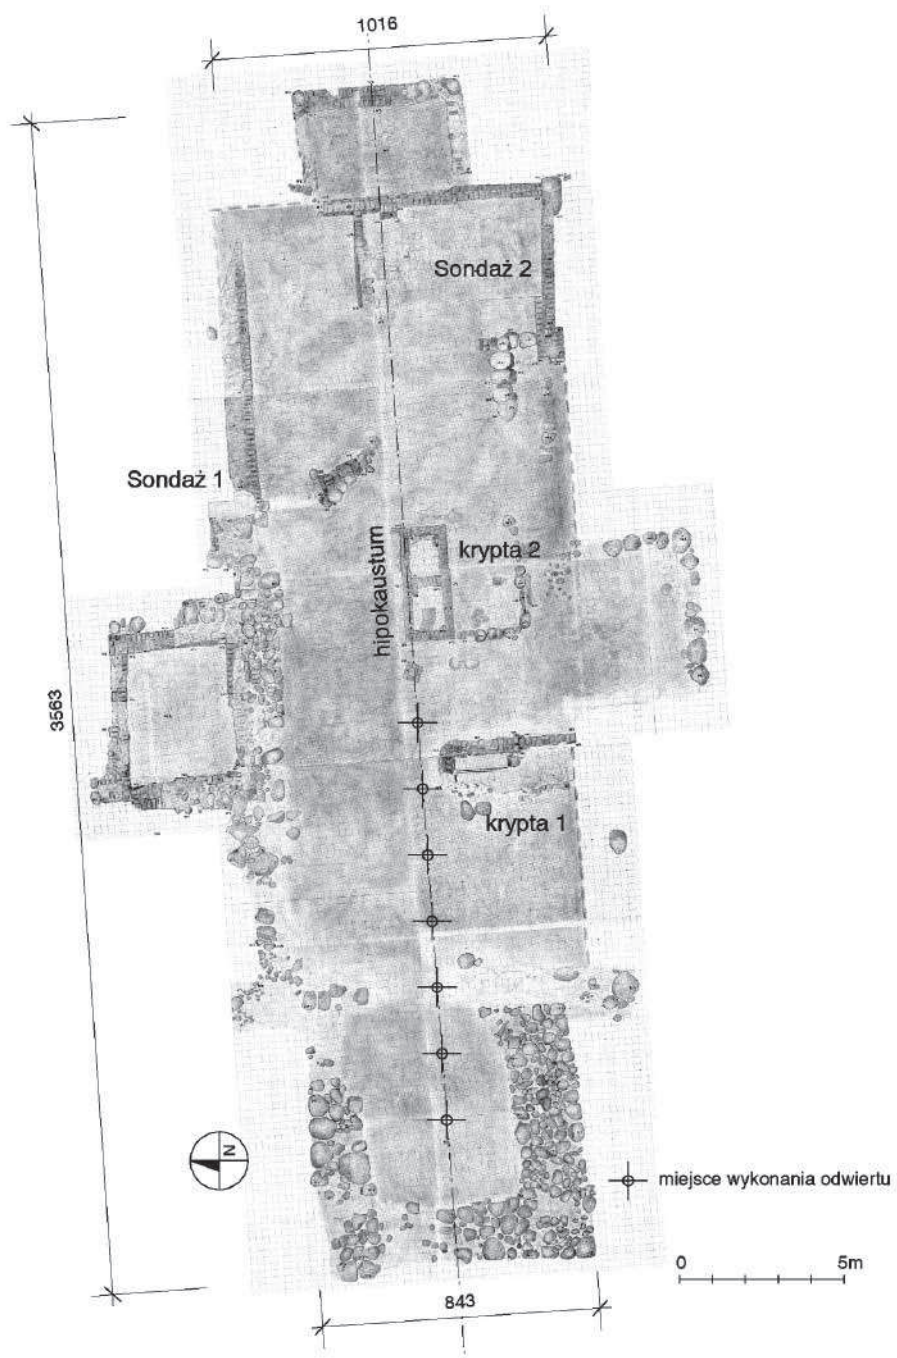 1016
Sondaż 2
Sondaż 1
hipokaustum
krypta 2
3563
krypta 1
N
miejsce wykonania odwiertu
0 5m
843